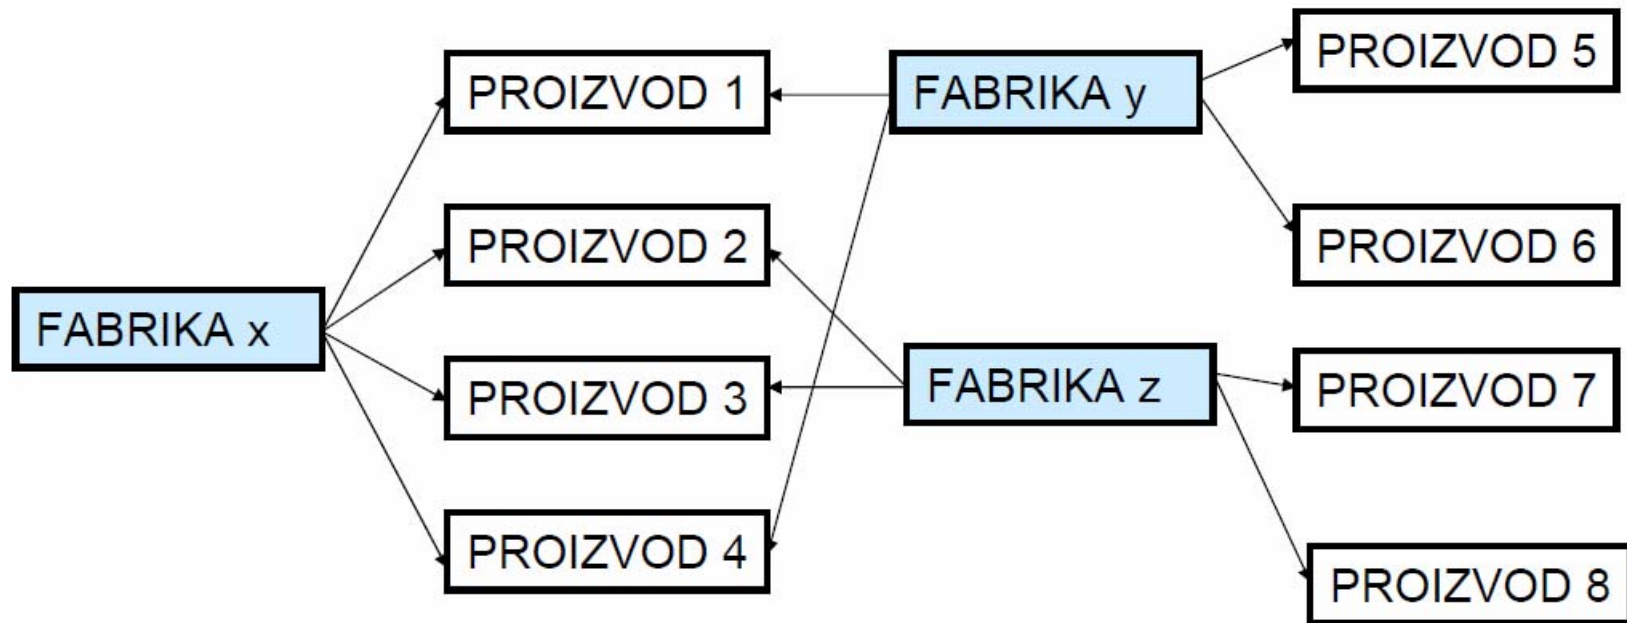 PROIZVOD 5
PROIZVOD 1
FABRIKA y
PROIZVOD 2
PROIZVOD 6
FABRIKA x
PROIZVOD 3
FABRIKA z
PROIZVOD 7
PROIZVOD 4
PROIZVOD 8